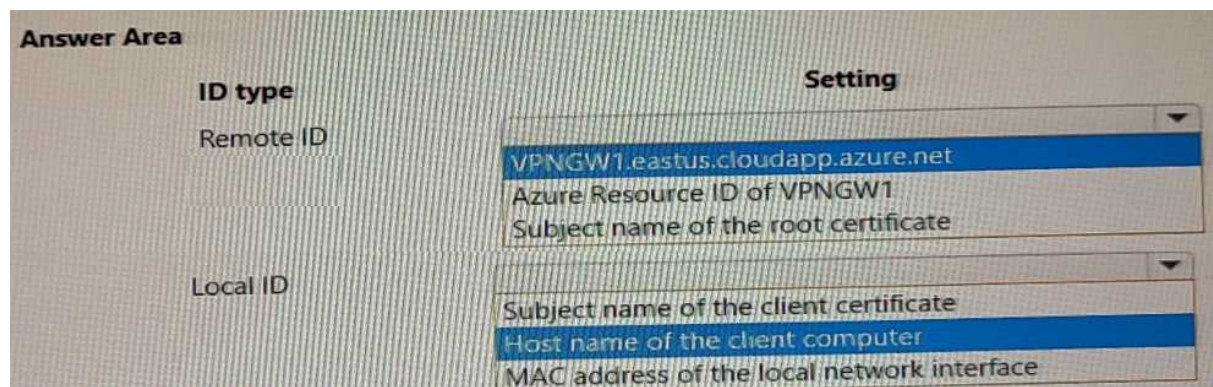 Answer Area
ID type
Setting
Remote ID
VPNGW1.eastus.cloudapp.azure.net
Azure Resource ID of VPNGW1
Subject name of the root certificate
Local ID
Subject name of the client certificate
Host name of the client computer
MAC address of the local network interface